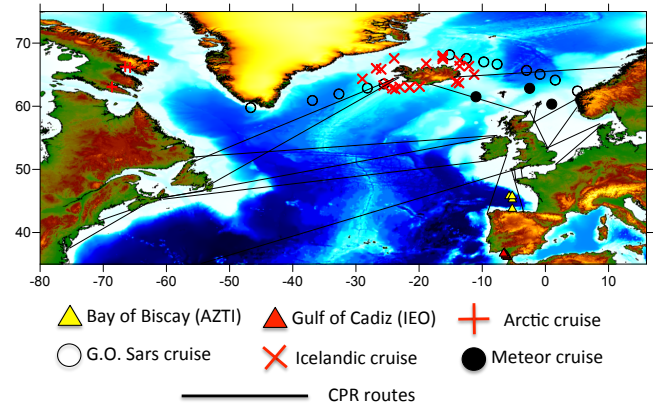 70
60
50
40
-80 -70 -60 -50 -40 -30 -20 -10 0 10
Bay of Biscay (AZTI) Gulf of Cadiz (IEO) Arctic cruise
G.O. Sars cruise Icelandic cruise Meteor cruise
CPR routes